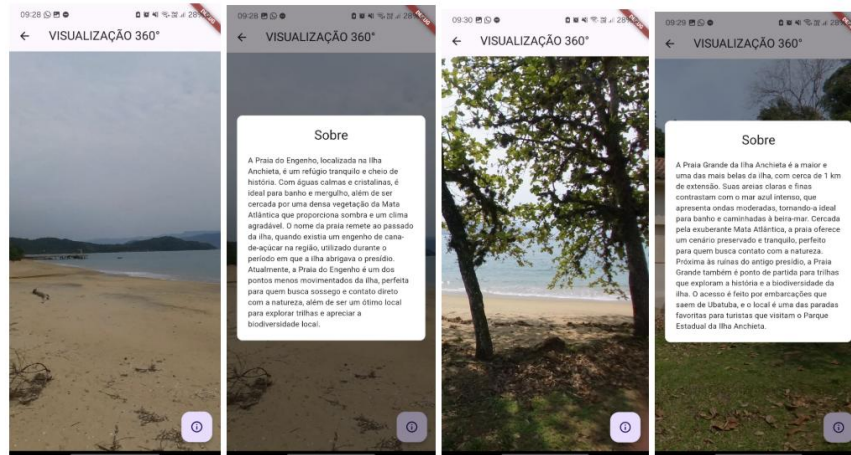 09:28
28%
VISUALIZAÇÃO 360°
09:28
28%
VISUALIZAÇÃO 360°
Sobre
A Praia do Engenho, localizada na Ilha
Anchieta, é um refúgio tranquilo e cheio de
história. Com águas calmas e cristalinas, é
ideal para banho e mergulho, além de ser
cercada por uma densa vegetação da Mata
Atlântica que proporciona sombra e um clima
agradável. O nome da praia remete ao passado
da ilha, quando existia um engenho de cana-
de-açúcar na região, utilizado durante o
período em que a ilha abrigava o presídio.
Atualmente, a Praia do Engenho é um dos
pontos menos movimentados da ilha, perfeita
para quem busca sossego e contato direto
com a natureza, além de ser um ótimo local
para explorar trilhas e apreciar a
biodiversidade local.
09:30
28%
VISUALIZAÇÃO 360°
09:29
28%
VISUALIZAÇÃO 360°
Sobre
A Praia Grande da Ilha Anchieta é a maior e
uma das mais belas da ilha, com cerca de 1 km
de extensão. Suas areias claras e finas
contrastam com o mar azul intenso, que
apresenta ondas moderadas, tornando-a ideal
para banho e caminhadas à beira-mar. Cercada
pela exuberante Mata Atlântica, a praia oferece
um cenário preservado e tranquilo, perfeito
para quem busca contato com a natureza.
Próxima às ruínas do antigo presídio, a Praia
Grande também é ponto de partida para trilhas
que exploram a história e a biodiversidade da
ilha. O acesso é feito por embarcações que
saem de Ubatuba, e o local é uma das paradas
favoritas para turistas que visitam o Parque
Estadual da Ilha Anchieta.